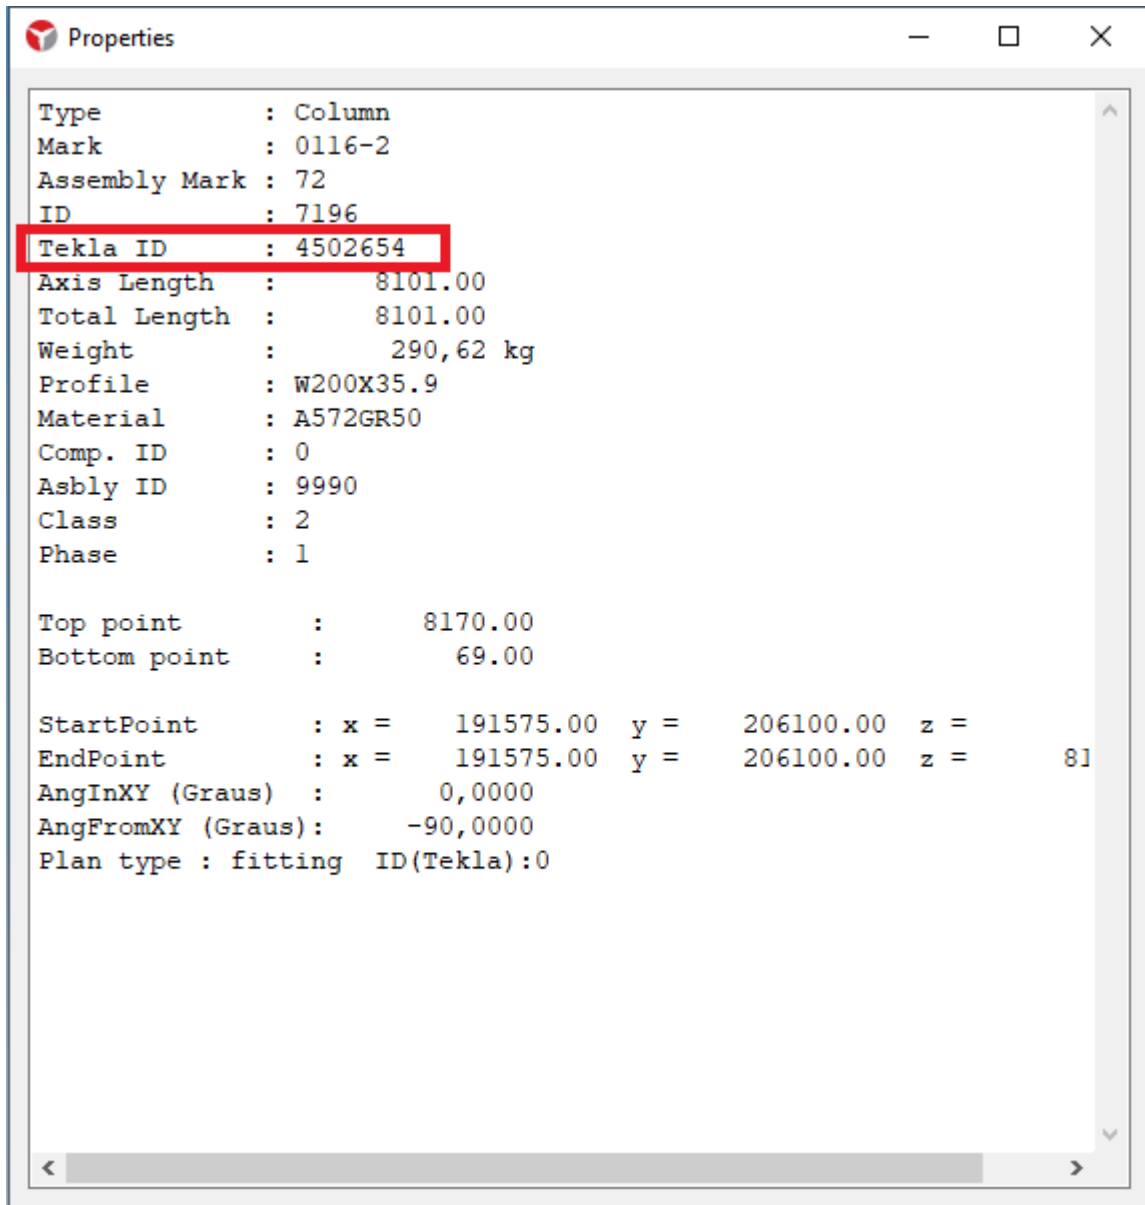 Properties
Type : Column
Mark : 0116-2
Assembly Mark : 72
ID : 7196
Tekla ID : 4502654
Axis Length : 8101.00
Total Length : 8101.00
Weight : 290,62 kg
Profile : W200X35.9
Material : A572GR50
Comp. ID : 0
Asbly ID : 9990
Class : 2
Phase : 1
Top point : 8170.00
Bottom point : 69.00
StartPoint : x = 191575.00 y = 206100.00 z =
EndPoint : x = 191575.00 y = 206100.00 z = 81
AngInXY (Graus) : 0,0000
AngFromXY (Graus): -90,0000
Plan type : fitting ID(Tekla):0